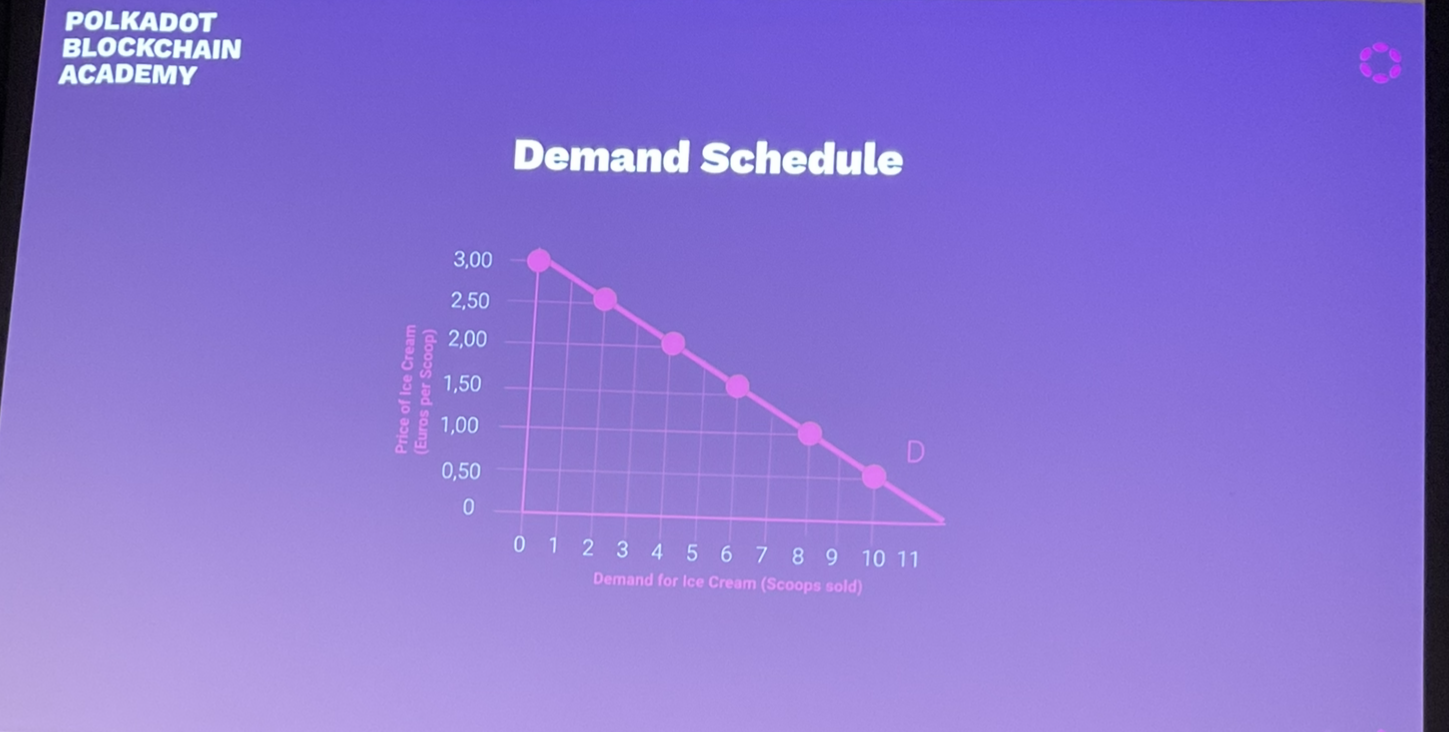 POLKADOT
BLOCKCHAIN
ACADEMY
Demand Schedule
Price of Ice Cream
(Euros per Scoop)
3,00
2,50
2,00
1,50
1,00
0,50
0
D
0 1 2 3 4 5 6 7 8 9 10 11
Demand for Ice Cream (Scoops sold)